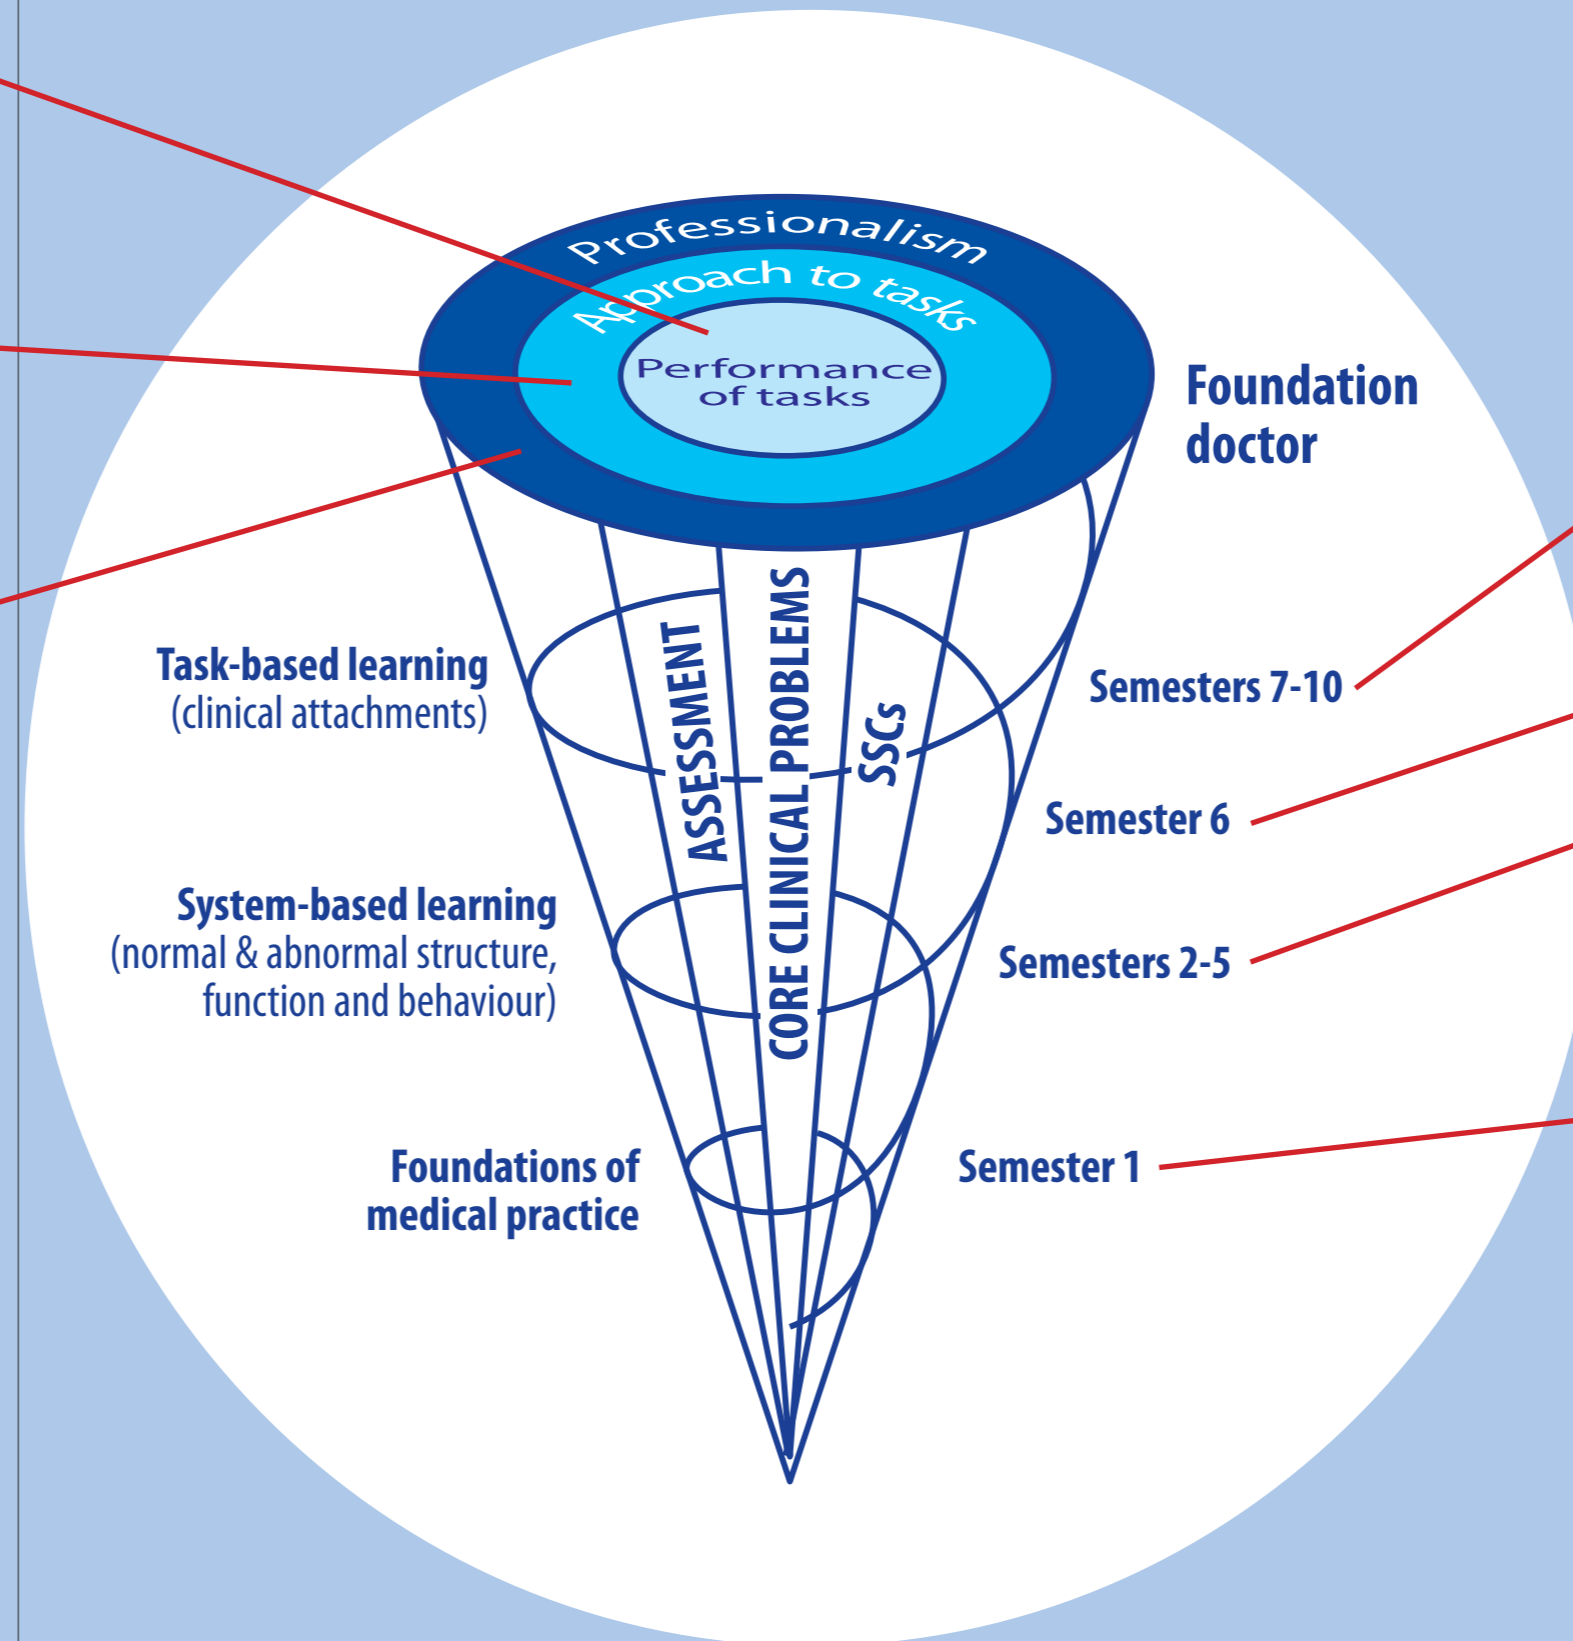 Professionalism
Approach to tasks
Performance
of tasks
Foundation
doctor
Task-based learning
(clinical attachments)
ASSESSMENT
CORE CLINICAL PROBLEMS
SSCs
Semesters 7-10
Semester 6
System-based learning
(normal & abnormal structure,
function and behaviour)
Semesters 2-5
Foundations of
medical practice
Semester 1